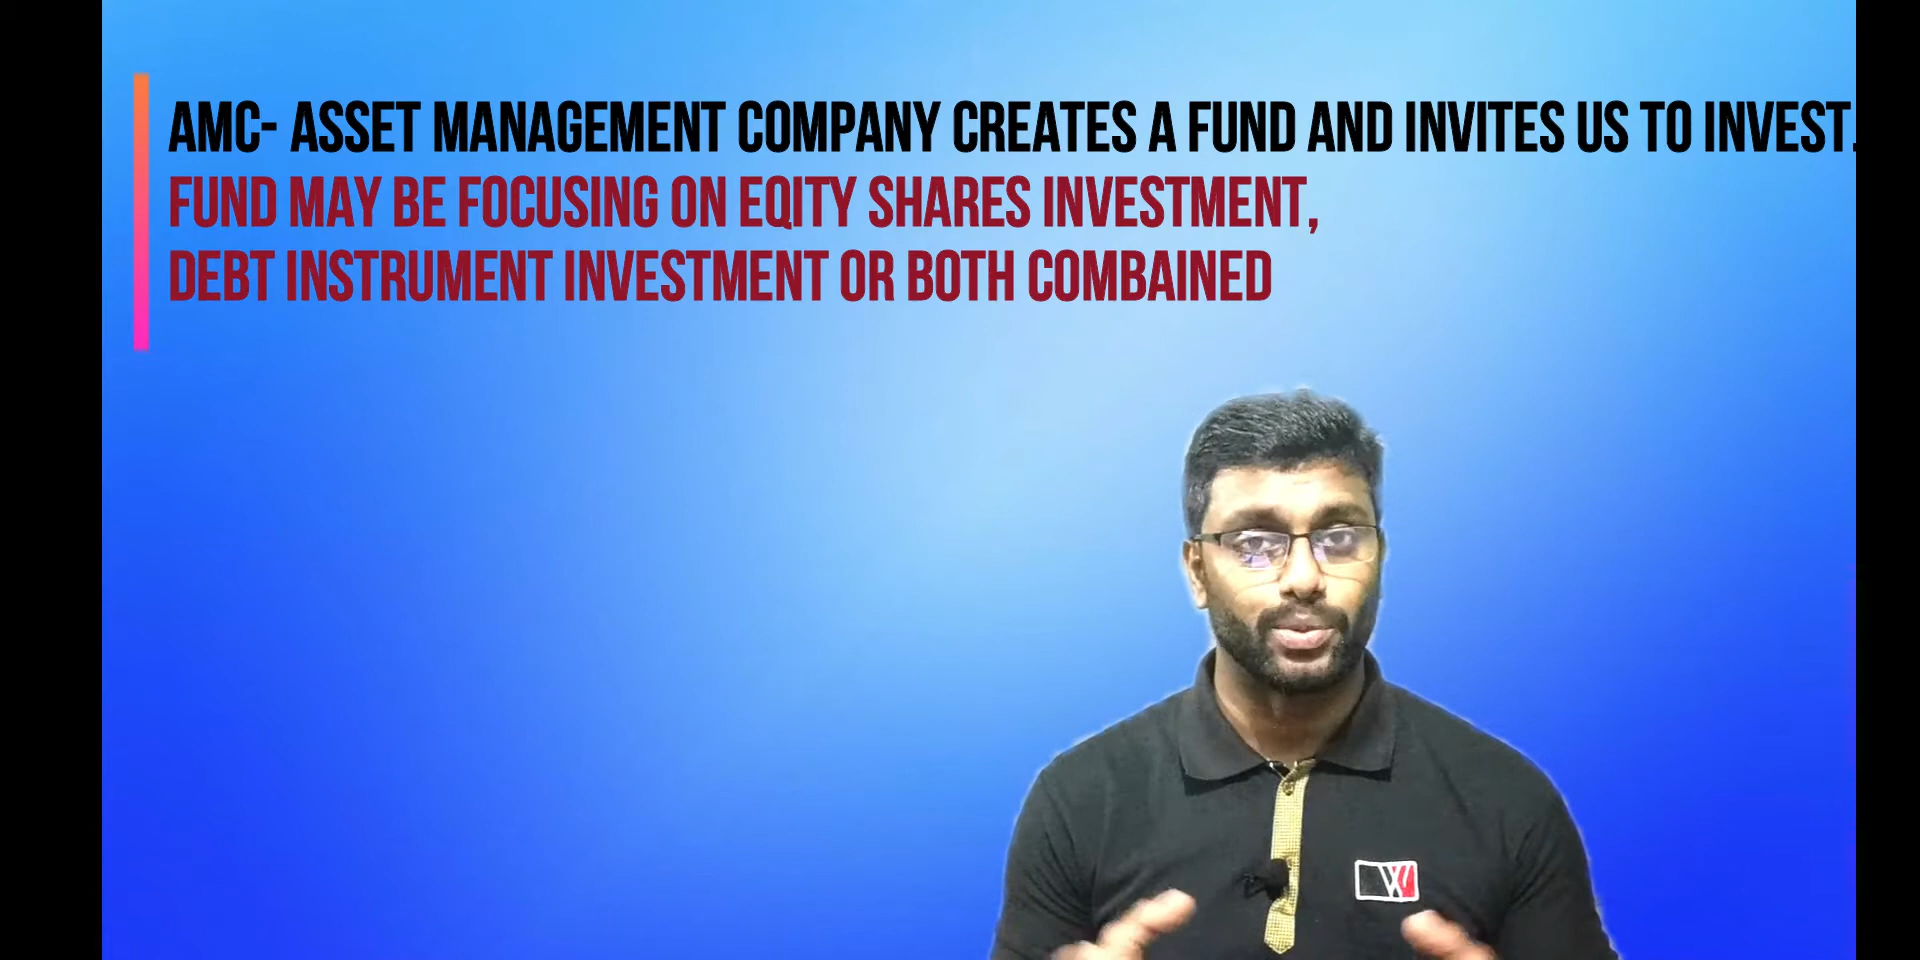 AMC- ASSET MANAGEMENT COMPANY CREATES A FUND AND INVITES US TO INVEST.
FUND MAY BE FOCUSING ON EQITY SHARES INVESTMENT,
DEBT INSTRUMENT INVESTMENT OR BOTH COMBAINED